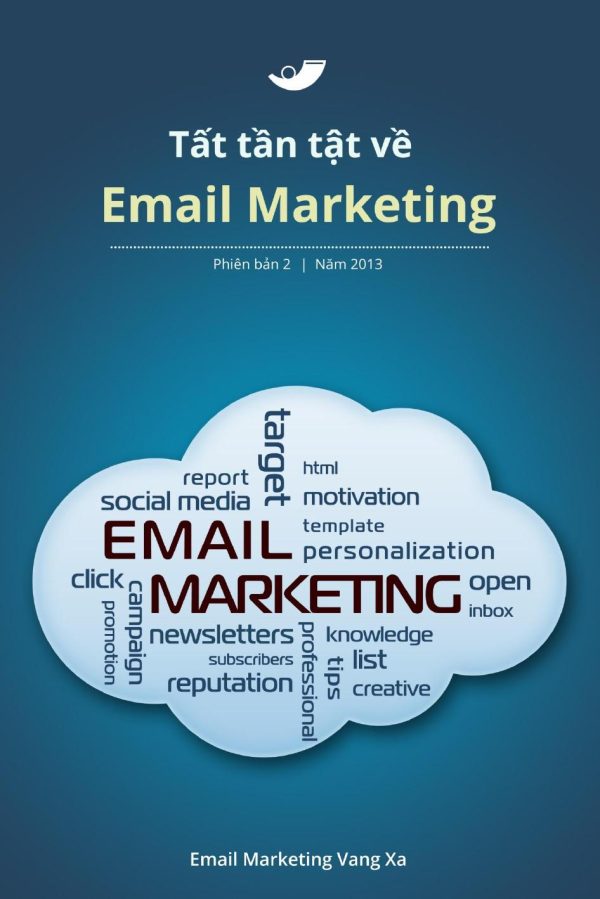 Tất tần tật về
Email Marketing
Phiên bản 2 | Năm 2013
target
report
html
social media
motivation
EMAIL
template
personalization
click
MARKETING
open
inbox
promotion
campaign
newsletters
professional
knowledge
subscribers
tips
list
reputation
creative
Email Marketing Vang Xa